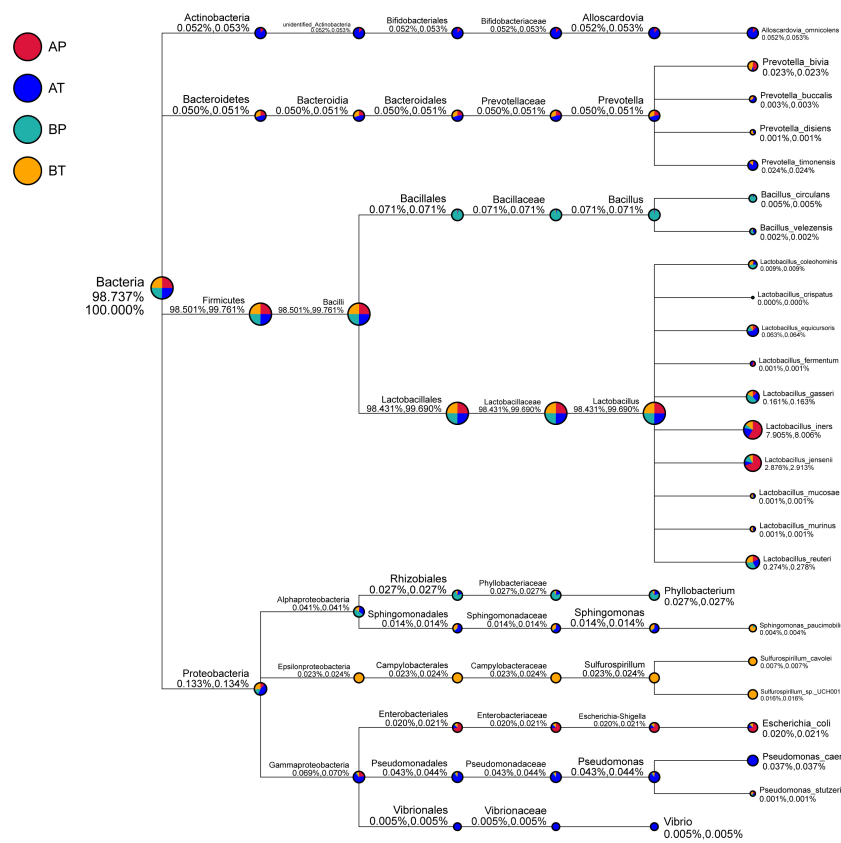 AP
AT
BP
BT
Bacteria
98.737%
100.000%
Actinobacteria
0.052%,0.053%
unidentified_Actinobacteria
0.052%,0.053%
Bifidobacteriales
0.052%,0.053%
Bifidobacteriaceae
0.052%,0.053%
Alloscardovia
0.052%,0.053%
Alloscardovia_omnicolens
0.052%,0.053%
Bacteroidetes
0.050%,0.051%
Bacteroidia
0.050%,0.051%
Bacteroidales
0.050%,0.051%
Prevotellaceae
0.050%,0.051%
Prevotella
0.050%,0.051%
Prevotella_bivia
0.023%,0.023%
Prevotella_buccalis
0.003%,0.003%
Prevotella_disiens
0.001%,0.001%
Prevotella_timonensis
0.024%,0.024%
Firmicutes
98.501%,99.761%
Bacilli
98.501%,99.761%
Bacillales
0.071%,0.071%
Bacillaceae
0.071%,0.071%
Bacillus
0.071%,0.071%
Bacillus_circulans
0.005%,0.005%
Bacillus_velezensis
0.002%,0.002%
Lactobacillales
98.431%,99.690%
Lactobacillaceae
98.431%,99.690%
Lactobacillus
98.431%,99.690%
Lactobacillus_coleohominis
0.009%,0.009%
Lactobacillus_crispatus
0.000%,0.000%
Lactobacillus_equicursoris
0.063%,0.064%
Lactobacillus_fermentum
0.001%,0.001%
Lactobacillus_gasseri
0.161%,0.163%
Lactobacillus_iners
7.905%,8.006%
Lactobacillus_jensenii
2.876%,2.913%
Lactobacillus_mucosae
0.001%,0.001%
Lactobacillus_murinus
0.001%,0.001%
Lactobacillus_reuteri
0.274%,0.278%
Proteobacteria
0.133%,0.134%
Alphaproteobacteria
0.041%,0.041%
Rhizobiales
0.027%,0.027%
Phyllobacteriaceae
0.027%,0.027%
Phyllobacterium
0.027%,0.027%
Sphingomonadales
0.014%,0.014%
Sphingomonadaceae
0.014%,0.014%
Sphingomonas
0.014%,0.014%
Sphingomonas_paucimobili
0.004%,0.004%
Epsilonproteobacteria
0.023%,0.024%
Campylobacterales
0.023%,0.024%
Campylobacteraceae
0.023%,0.024%
Sulfurospirillum
0.023%,0.024%
Sulfurospirillum_cavolei
0.007%,0.007%
Sulfurospirillum_sp._UCH001
0.016%,0.016%
Gammaproteobacteria
0.069%,0.070%
Enterobacteriales
0.020%,0.021%
Enterobacteriaceae
0.020%,0.021%
Escherichia-Shigella
0.020%,0.021%
Escherichia_coli
0.020%,0.021%
Pseudomonadales
0.043%,0.044%
Pseudomonadaceae
0.043%,0.044%
Pseudomonas
0.043%,0.044%
Pseudomonas_caer
0.037%,0.037%
Pseudomonas_stutzeri
0.001%,0.001%
Vibrionales
0.005%,0.005%
Vibrionaceae
0.005%,0.005%
Vibrio
0.005%,0.005%